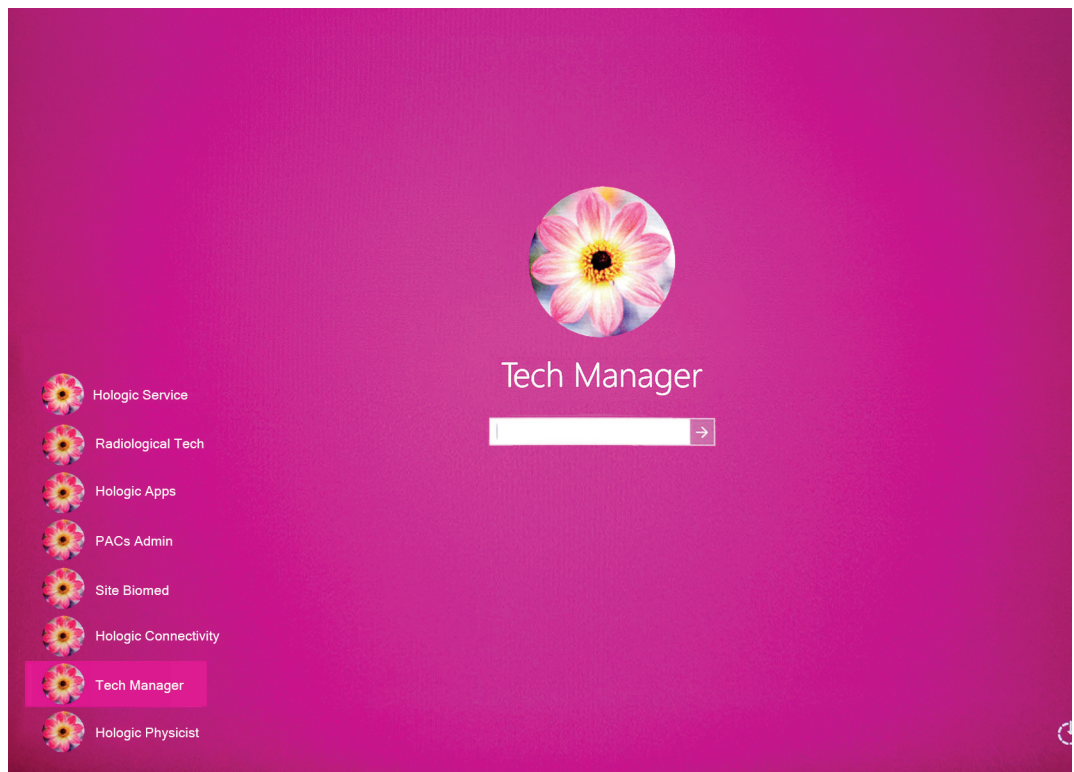 Tech Manager
Hologic Service
Radiological Tech
Hologic Apps
PACs Admin
Site Biomed
Hologic Connectivity
Tech Manager
Hologic Physicist